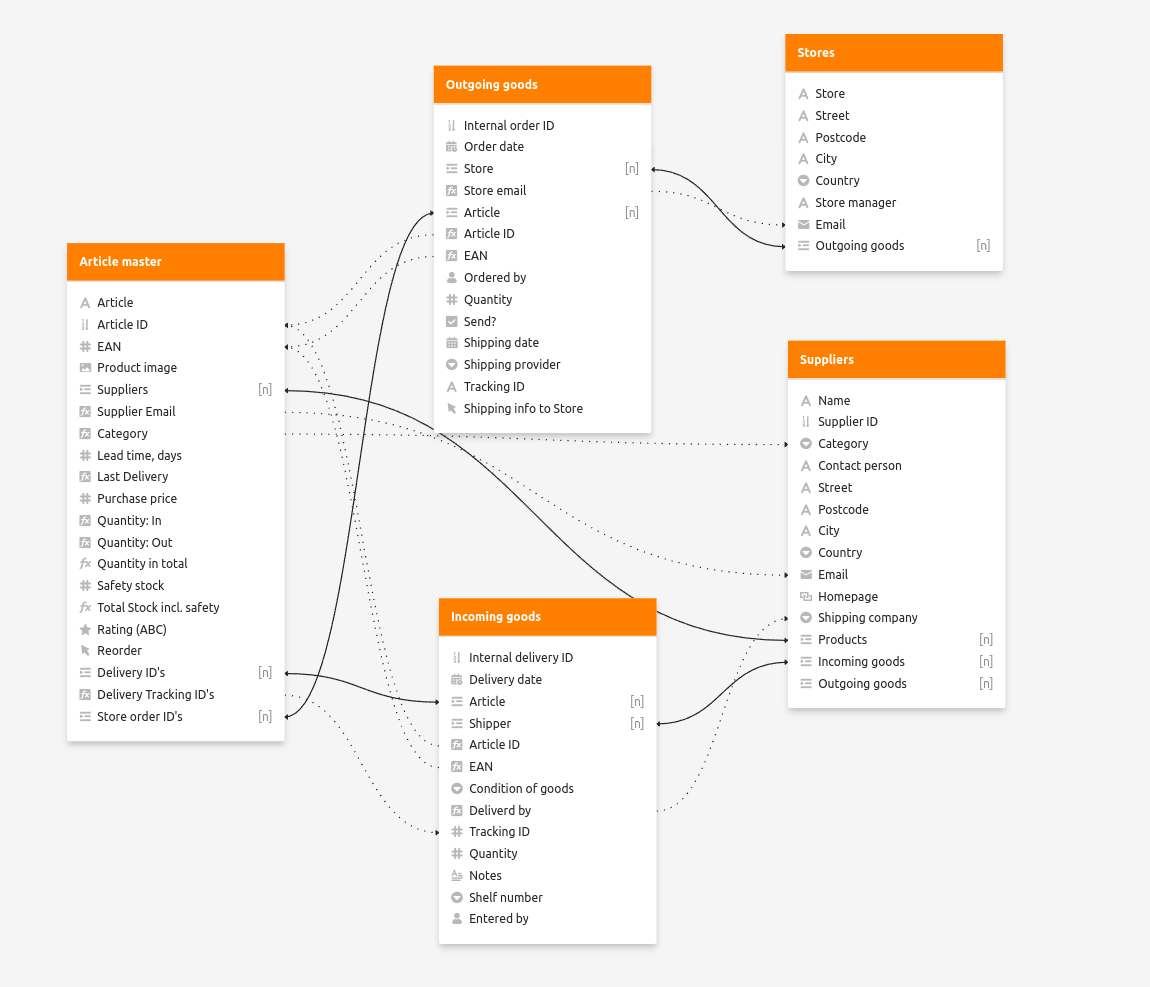 Article master
Article
Article ID
EAN
Product image
Suppliers [n]
Supplier Email
Category
Lead time, days
Last Delivery
Purchase price
Quantity: In
Quantity: Out
Quantity in total
Safety stock
Total Stock incl. safety
Rating (ABC)
Reorder
Delivery ID's [n]
Delivery Tracking ID's
Store order ID's [n]
Outgoing goods
Internal order ID
Order date
Store [n]
Store email
Article [n]
Article ID
EAN
Ordered by
Quantity
Send?
Shipping date
Shipping provider
Tracking ID
Shipping info to Store
Incoming goods
Internal delivery ID
Delivery date
Article [n]
Shipper [n]
Article ID
EAN
Condition of goods
Deliverd by
Tracking ID
Quantity
Notes
Shelf number
Entered by
Stores
Store
Street
Postcode
City
Country
Store manager
Email
Outgoing goods [n]
Suppliers
Name
Supplier ID
Category
Contact person
Street
Postcode
City
Country
Email
Homepage
Shipping company
Products [n]
Incoming goods [n]
Outgoing goods [n]